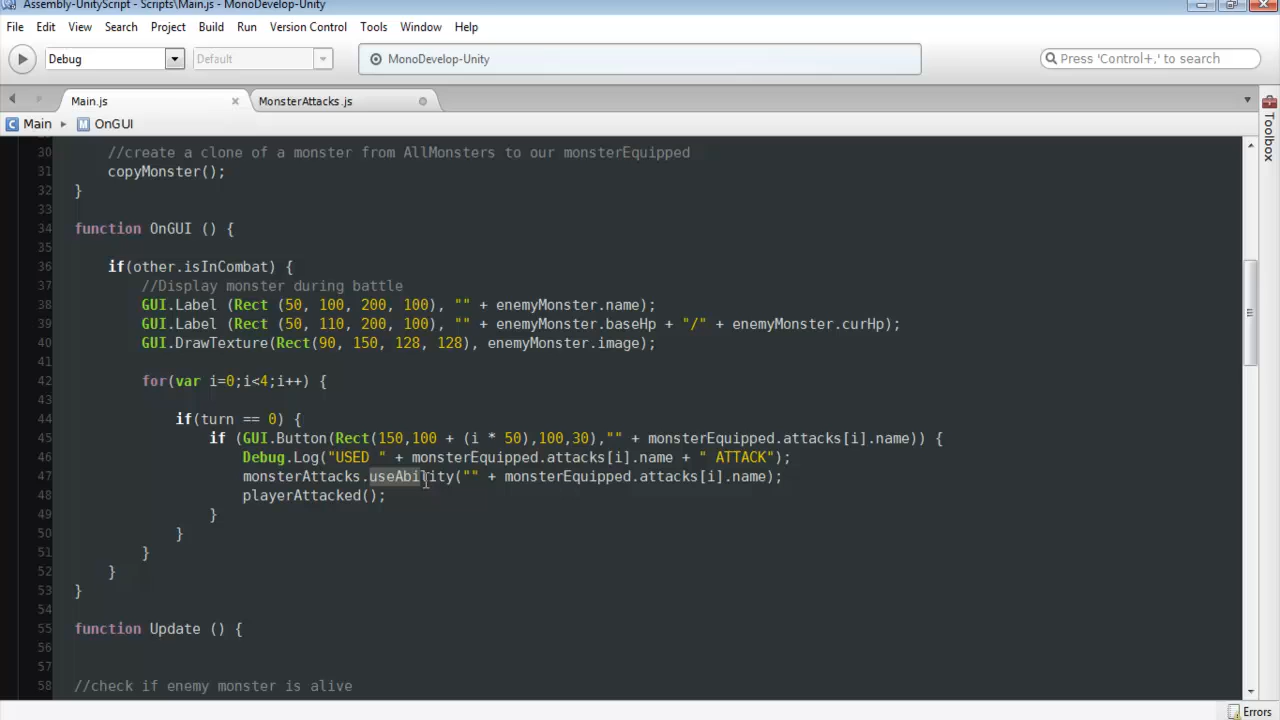 Assembly-UnityScript - Scripts\Main.js - MonoDevelop-Unity
File Edit View Search Project Build Run Version Control Tools Window Help
Debug Default MonoDevelop-Unity Press 'Control+,' to search
Main.js MonsterAttacks.js
C Main M OnGUI
Toolbox
30 //create a clone of a monster from AllMonsters to our monsterEquipped
31 copyMonster();
32 }
33
34 function OnGUI () {
35
36 if(other.isInCombat) {
37 //Display monster during battle
38 GUI.Label (Rect (50, 100, 200, 100), "" + enemyMonster.name);
39 GUI.Label (Rect (50, 110, 200, 100), "" + enemyMonster.baseHp + "/" + enemyMonster.curHp);
40 GUI.DrawTexture(Rect(90, 150, 128, 128), enemyMonster.image);
41
42 for(var i=0;i<4;i++) {
43
44 if(turn == 0) {
45 if (GUI.Button(Rect(150,100 + (i * 50),100,30),"" + monsterEquipped.attacks[i].name)) {
46 Debug.Log("USED " + monsterEquipped.attacks[i].name + " ATTACK");
47 monsterAttacks.useAbility("" + monsterEquipped.attacks[i].name);
48 playerAttacked();
49 }
50 }
51 }
52 }
53 }
54
55 function Update () {
56
57
58 //check if enemy monster is alive
Errors